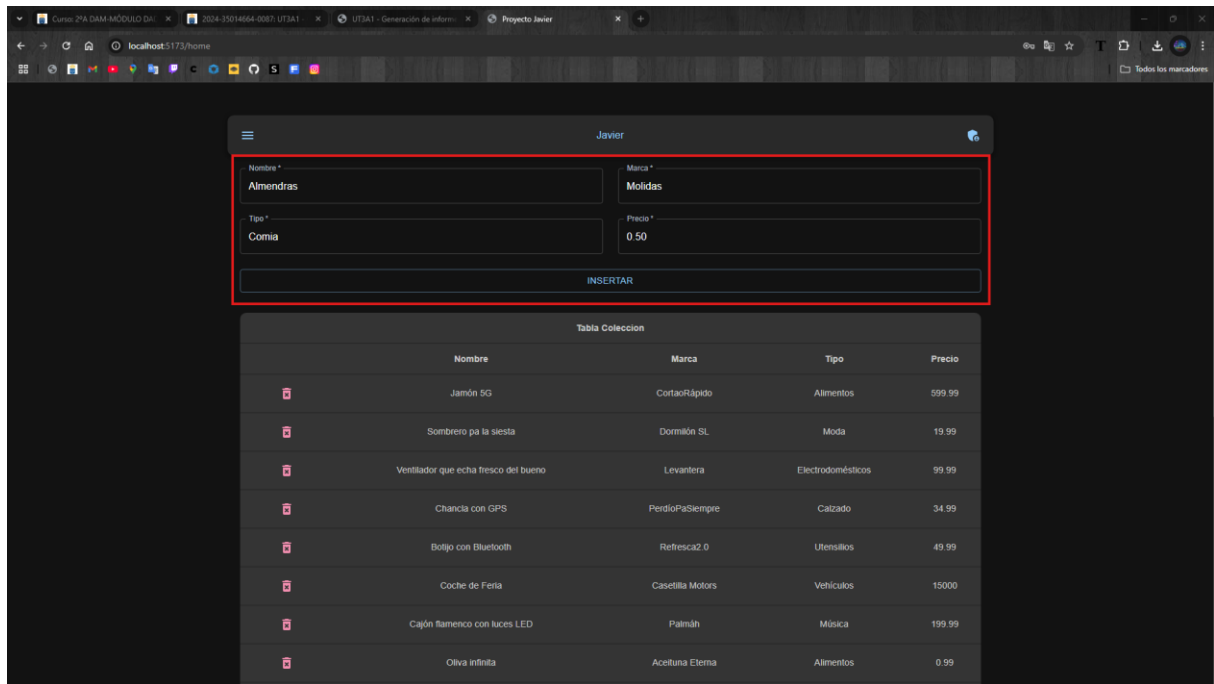 Curso: 2ªA DAM-MÓDULO DA
2024-35014664-0087: UT3A1 -
UT3A1 - Generación de inform
Proyecto Javier
localhost:5173/home
Todos los marcadores
Javier
Nombre *
Marca *
Almendras
Molidas
Tipo *
Precio *
Comia
0.50
INSERTAR
Tabla Coleccion
Nombre Marca Tipo Precio
Jamón 5G CortaoRápido Alimentos 599.99
Sombrero pa la siesta Dormilón SL Moda 19.99
Ventilador que echa fresco del bueno Levantera Electrodomésticos 99.99
Chancla con GPS PerdíoPaSiempre Calzado 34.99
Botijo con Bluetooth Refresca2.0 Utensilios 49.99
Coche de Feria Casetilla Motors Vehículos 15000
Cajón flamenco con luces LED Palmáh Música 199.99
Oliva infinita Aceituna Eterna Alimentos 0.99